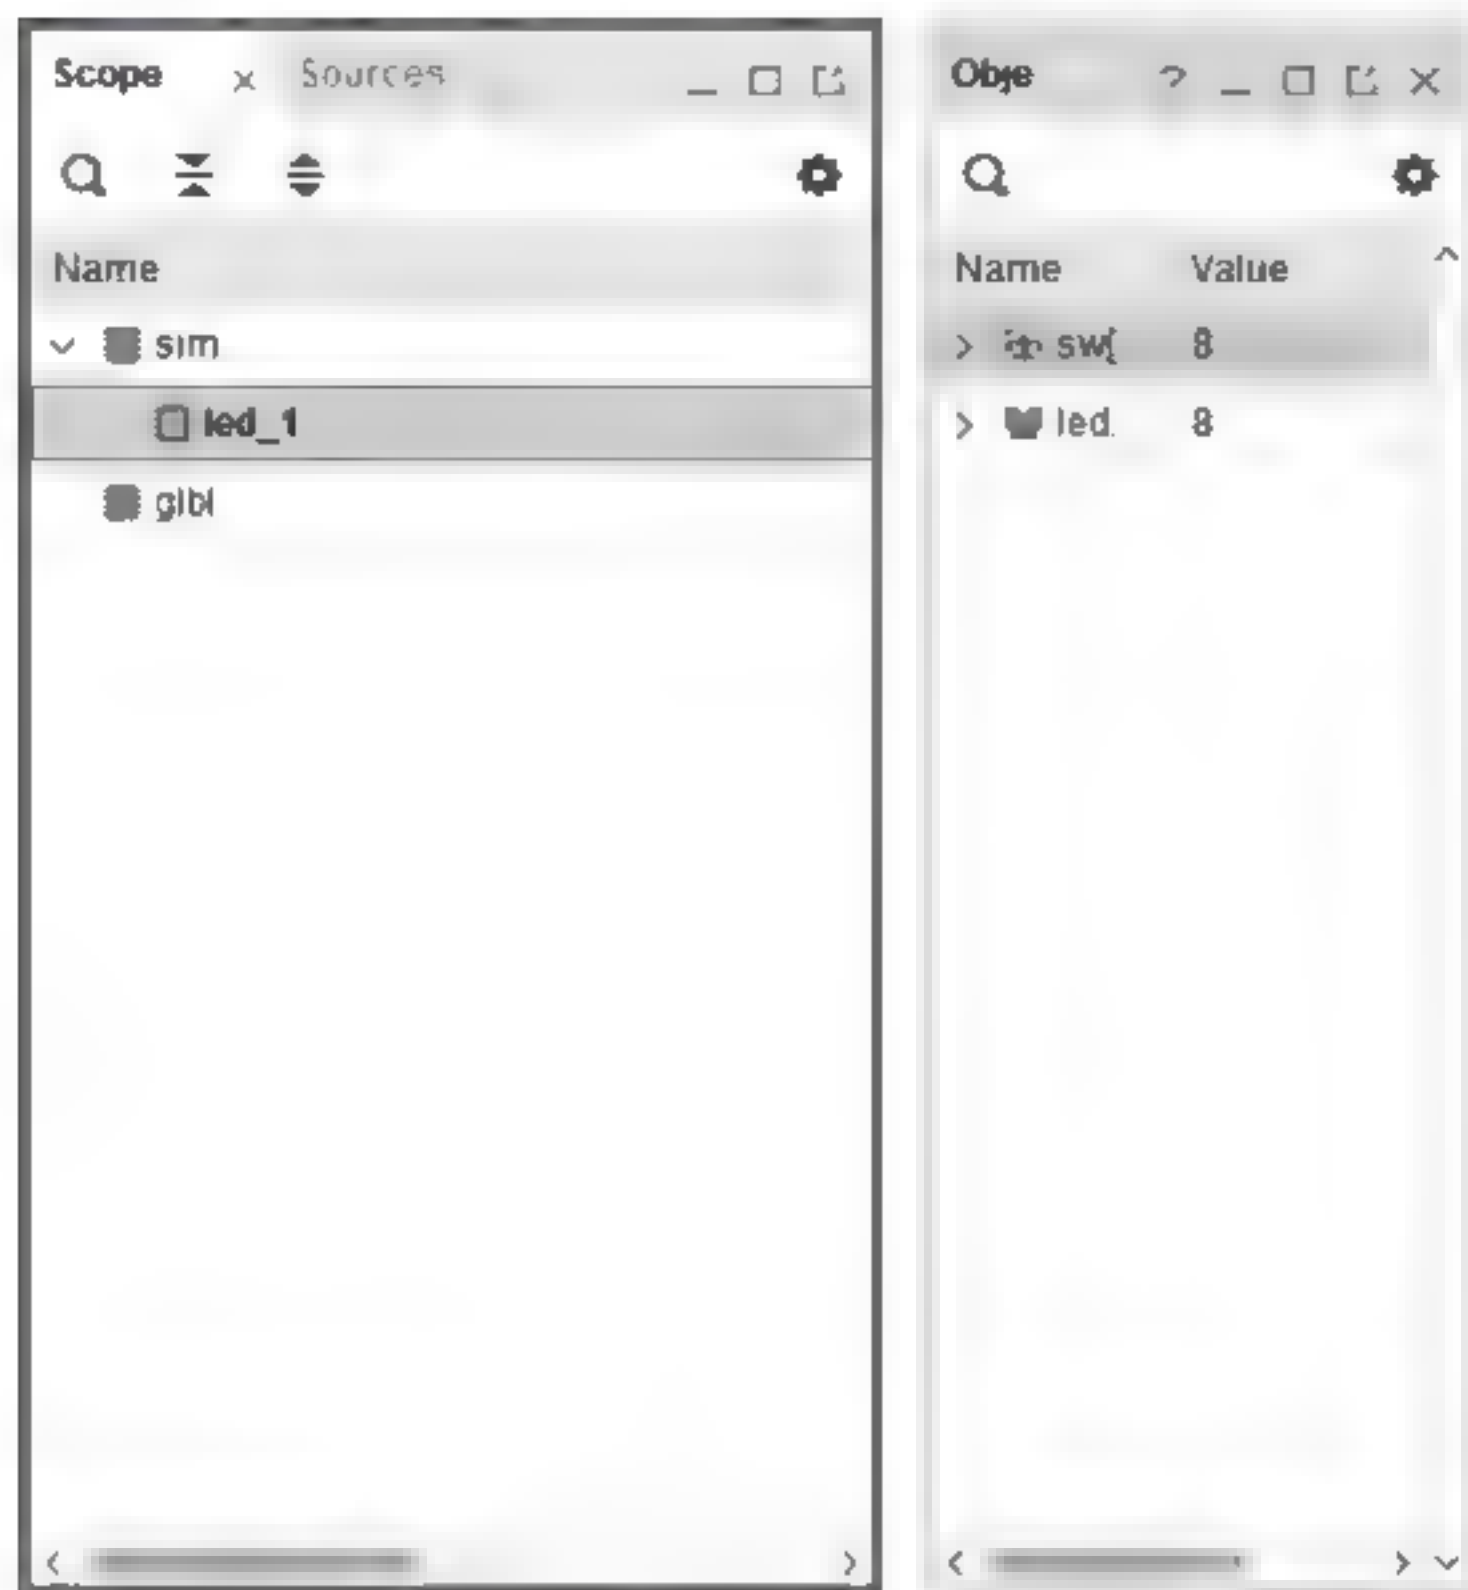 Scope Sources
Name
sim
led_1
glbl
Obje
Name Value
sw[ 8
led. 8